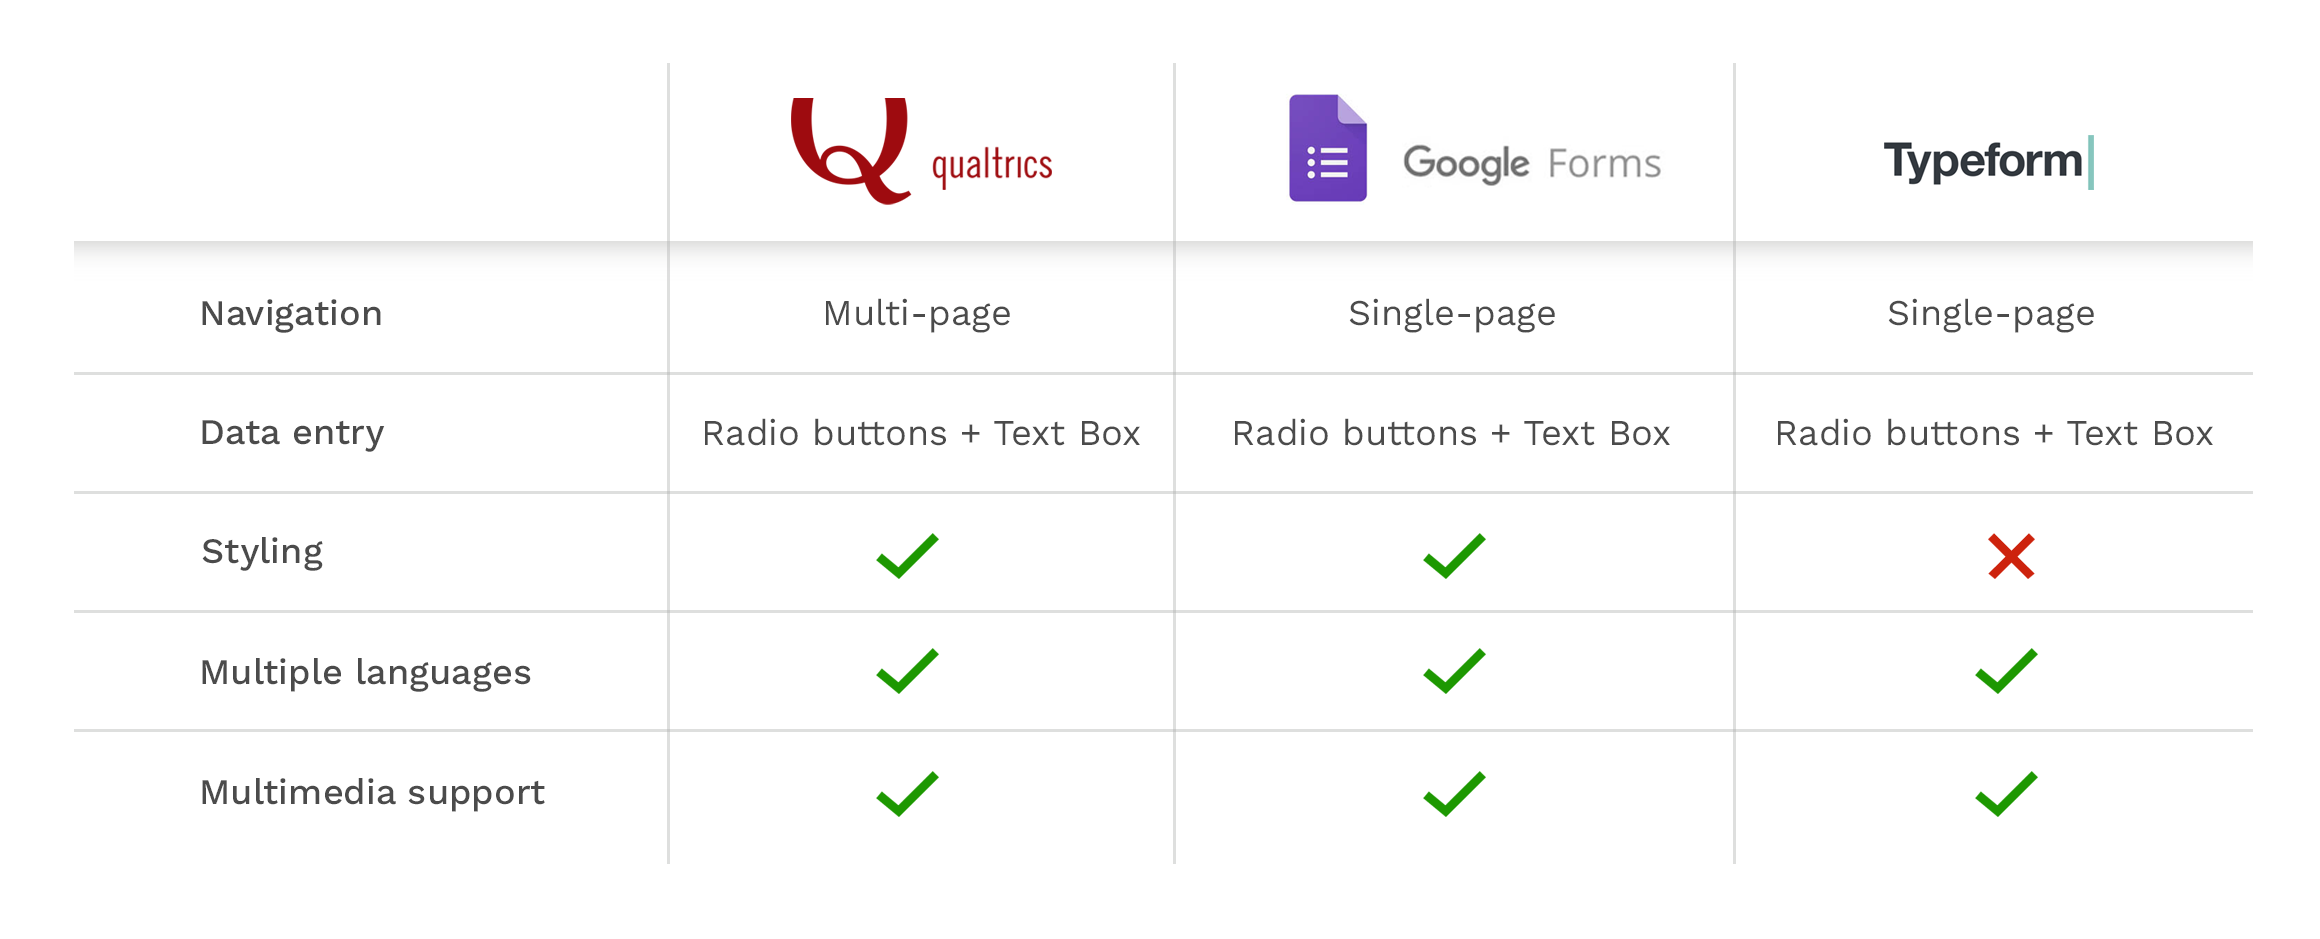 qualtrics Google Forms Typeform
Navigation Multi-page Single-page Single-page
Data entry Radio buttons + Text Box Radio buttons + Text Box Radio buttons + Text Box
Styling
Multiple languages
Multimedia support